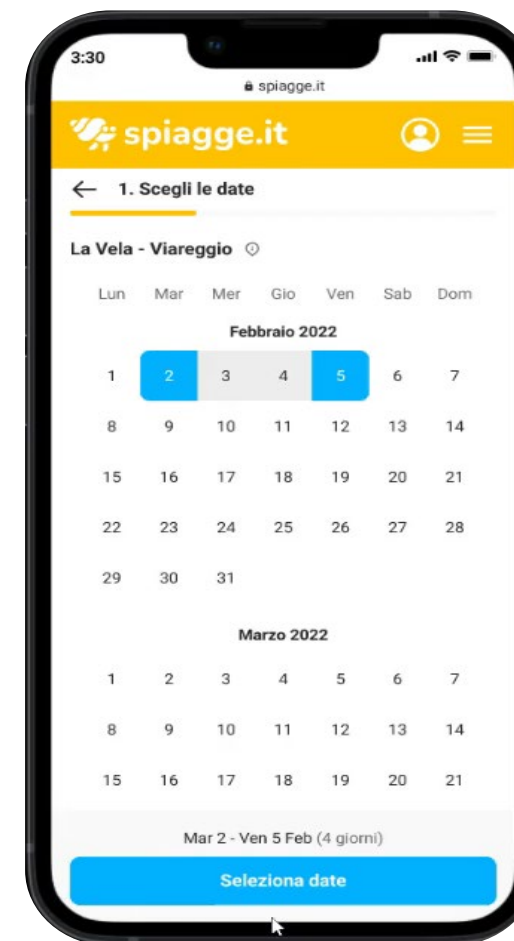 3:30
spiagge.it
spiagge.it
1. Scegli le date
La Vela - Viareggio
Lun Mar Mer Gio Ven Sab Dom
Febbraio 2022
1 2 3 4 5 6 7
8 9 10 11 12 13 14
15 16 17 18 19 20 21
22 23 24 25 26 27 28
29 30 31
Marzo 2022
1 2 3 4 5 6 7
8 9 10 11 12 13 14
15 16 17 18 19 20 21
Mar 2 - Ven 5 Feb (4 giorni)
Seleziona date